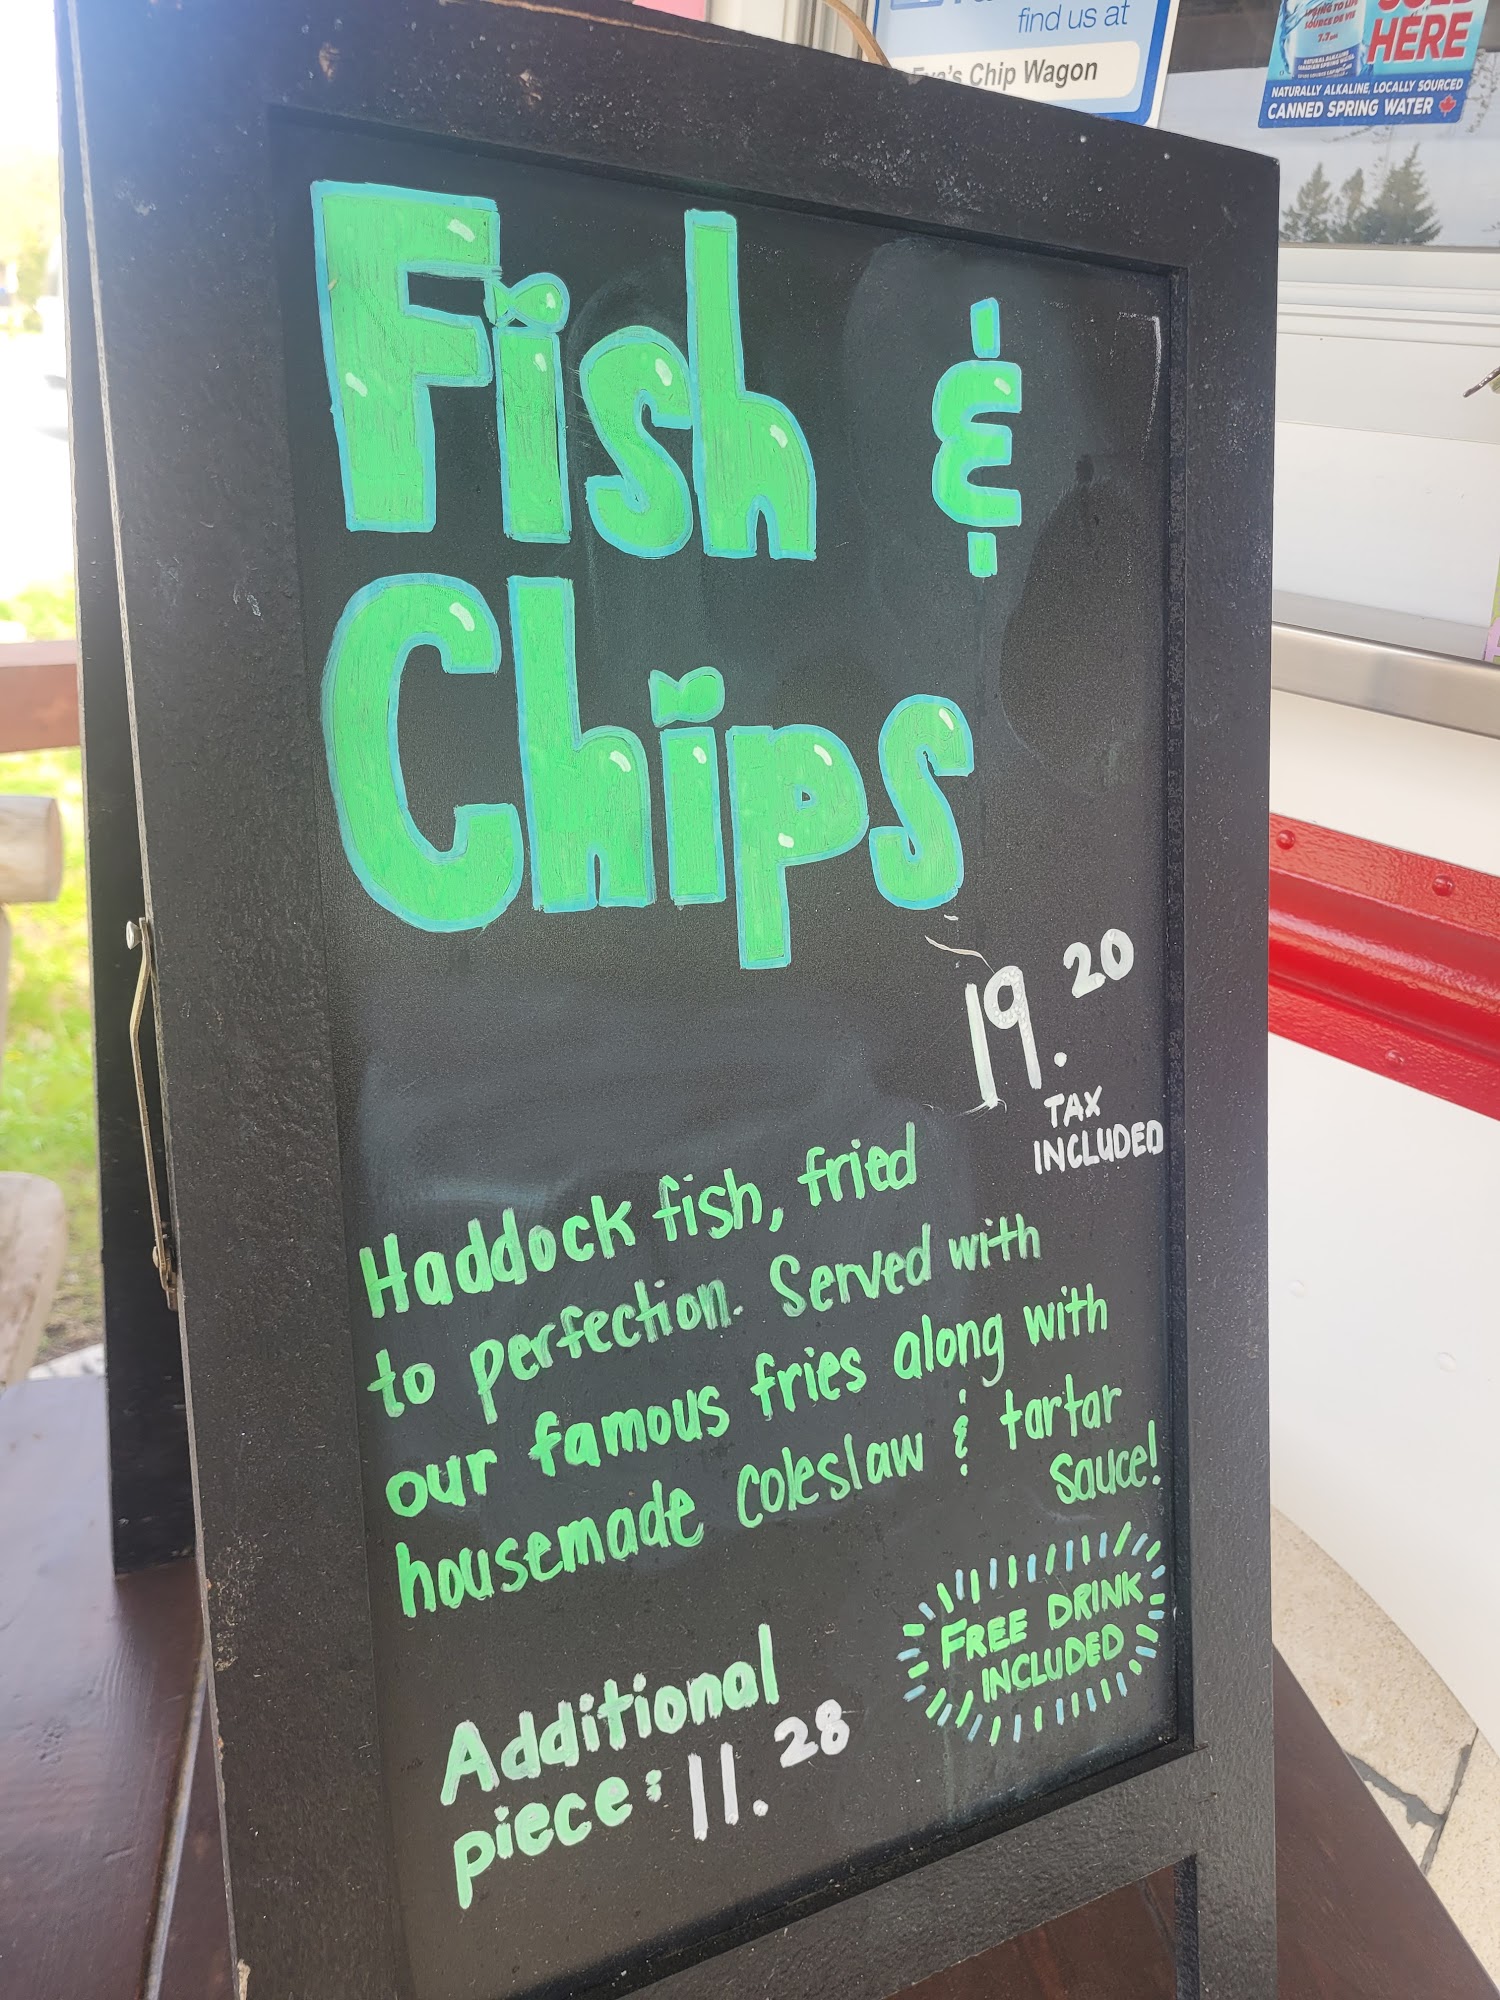 find us at
Eva's Chip Wagon
HERE
NATURALLY ALKALINE, LOCALLY SOURCED
CANNED SPRING WATER
Fish &
Chips
19.20
TAX
INCLUDED
Haddock fish, fried
to perfection. Served with
our famous fries along with
housemade coleslaw & tartar
sauce!
FREE DRINK
INCLUDED
Additional
piece: 11.28